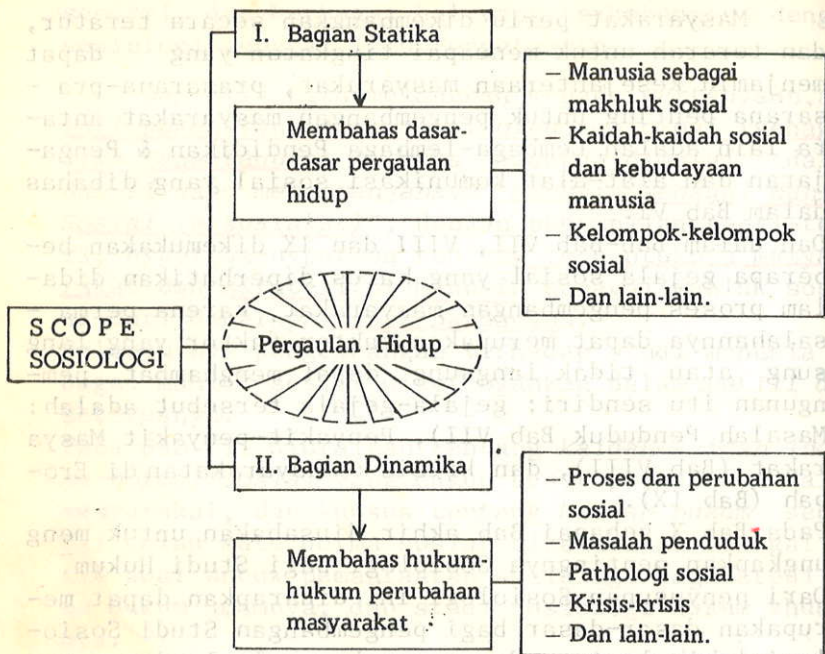 I. Bagian Statika
Membahas dasar-
dasar pergaulan
hidup
– Manusia sebagai
makhluk sosial
– Kaidah-kaidah sosial
dan kebudayaan
manusia
– Kelompok-kelompok
sosial
– Dan lain-lain.
SCOPE
SOSIOLOGI
Pergaulan Hidup
II. Bagian Dinamika
Membahas hukum-
hukum perubahan
masyarakat
– Proses dan perubahan
sosial
– Masalah penduduk
– Pathologi sosial
– Krisis-krisis
– Dan lain-lain.